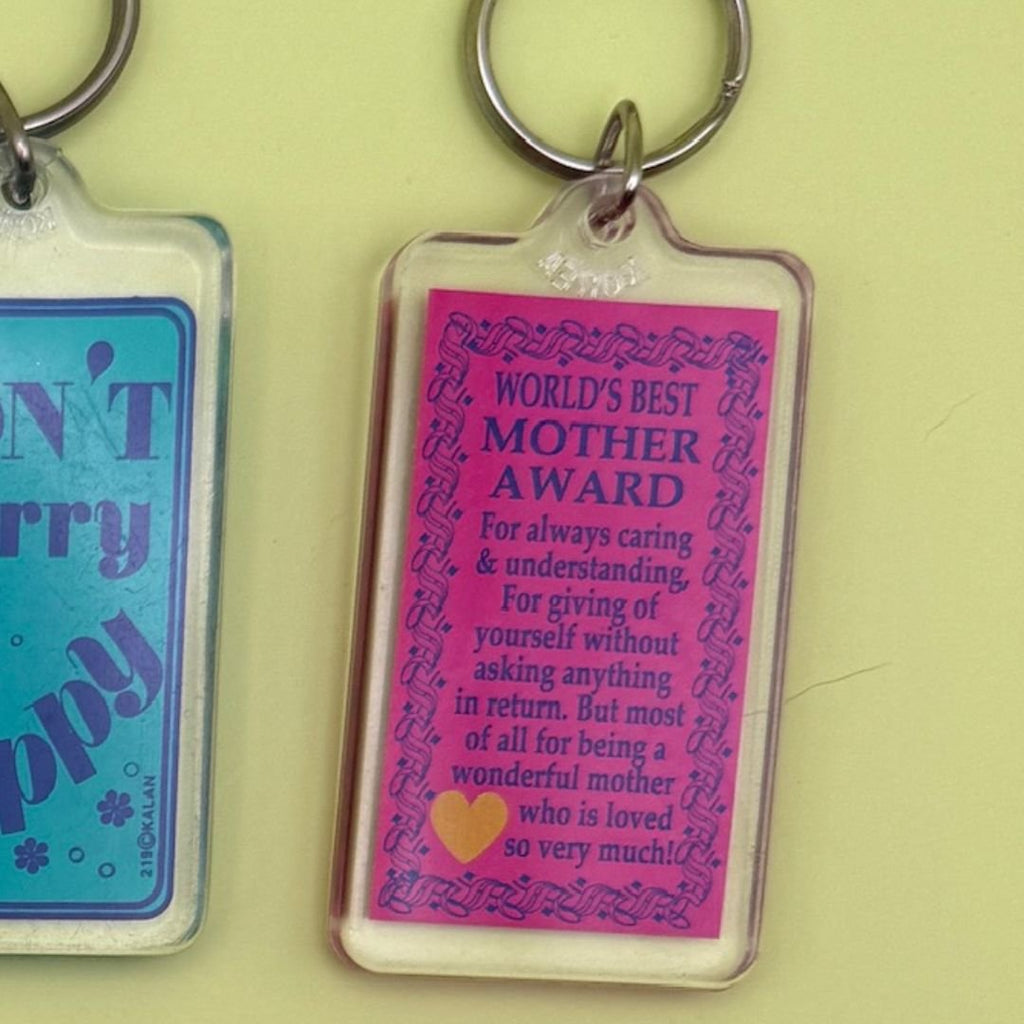 ON'T
rry
ppy
219©KALAN
WORLD'S BEST
MOTHER
AWARD
For always caring
& understanding,
For giving of
yourself without
asking anything
in return. But most
of all for being a
wonderful mother
who is loved
so very much!